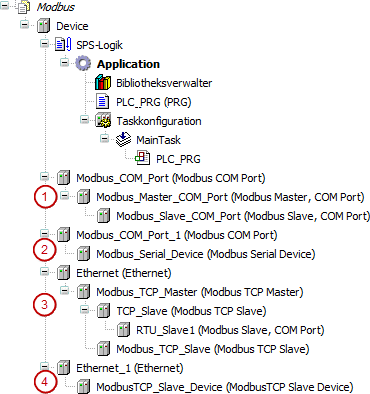 Modbus
Device
SPS-Logik
Application
Bibliotheksverwalter
PLC_PRG (PRG)
Taskkonfiguration
MainTask
PLC_PRG
Modbus_COM_Port (Modbus COM Port)
1 Modbus_Master_COM_Port (Modbus Master, COM Port)
Modbus_Slave_COM_Port (Modbus Slave, COM Port)
Modbus_COM_Port_1 (Modbus COM Port)
2 Modbus_Serial_Device (Modbus Serial Device)
Ethernet (Ethernet)
Modbus_TCP_Master (Modbus TCP Master)
3 TCP_Slave (Modbus TCP Slave)
RTU_Slave1 (Modbus Slave, COM Port)
Modbus_TCP_Slave (Modbus TCP Slave)
Ethernet_1 (Ethernet)
4 ModbusTCP_Slave_Device (ModbusTCP Slave Device)